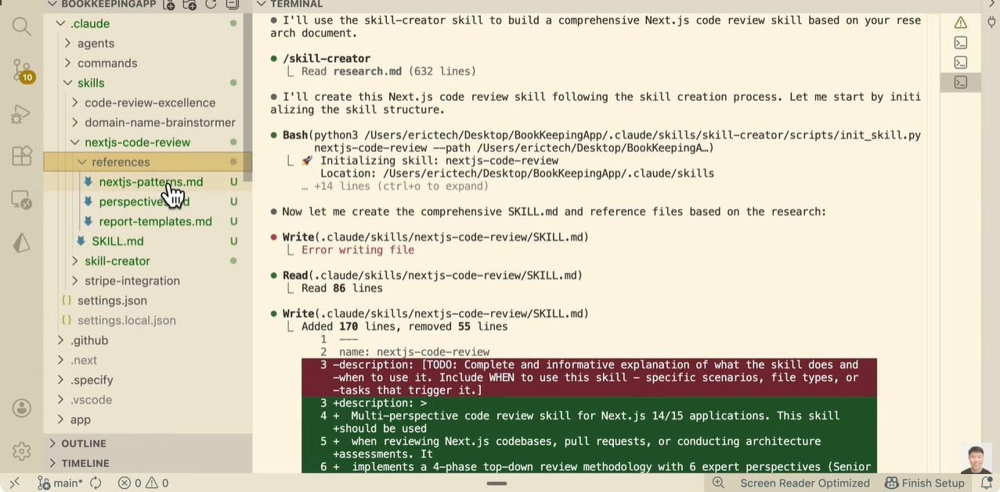 BOOKKEEPINGAPP
.claude
agents
commands
skills
code-review-excellence
domain-name-brainstormer
nextjs-code-review
references
nextjs-patterns.md U
U
report-templates.md U
SKILL.md U
skill-creator
stripe-integration
{} settings.json
{} settings.local.json
.github
.next
.specify
.vscode
app
OUTLINE
TIMELINE
10
TERMINAL
I'll use the skill-creator skill to build a comprehensive Next.js code review skill based on your rese
arch document.
/skill-creator
Read research.md (632 lines)
I'll create this Next.js code review skill following the skill creation process. Let me start by initi
alizing the skill structure.
Bash(python3 /Users/erictech/Desktop/BookKeepingApp/.claude/skills/skill-creator/scripts/init_skill.py
nextjs-code-review --path /Users/erictech/Desktop/BookKeepingA…)
🚀 Initializing skill: nextjs-code-review
Location: /Users/erictech/Desktop/BookKeepingApp/.claude/skills
… +14 lines (ctrl+o to expand)
Now let me create the comprehensive SKILL.md and reference files based on the research:
Write(.claude/skills/nextjs-code-review/SKILL.md)
Error writing file
Read(.claude/skills/nextjs-code-review/SKILL.md)
Read 86 lines
Write(.claude/skills/nextjs-code-review/SKILL.md)
Added 170 lines, removed 55 lines
1 ---
2 name: nextjs-code-review
3 -description: [TODO: Complete and informative explanation of what the skill does and
-when to use it. Include WHEN to use this skill - specific scenarios, file types, or
-tasks that trigger it.]
3 +description: >
4 + Multi-perspective code review skill for Next.js 14/15 applications. This skill
+should be used
5 + when reviewing Next.js codebases, pull requests, or conducting architecture
+assessments. It
6 + implements a 4-phase top-down review methodology with 6 expert perspectives (Senior
main* 0 0
Screen Reader Optimized Finish Setup